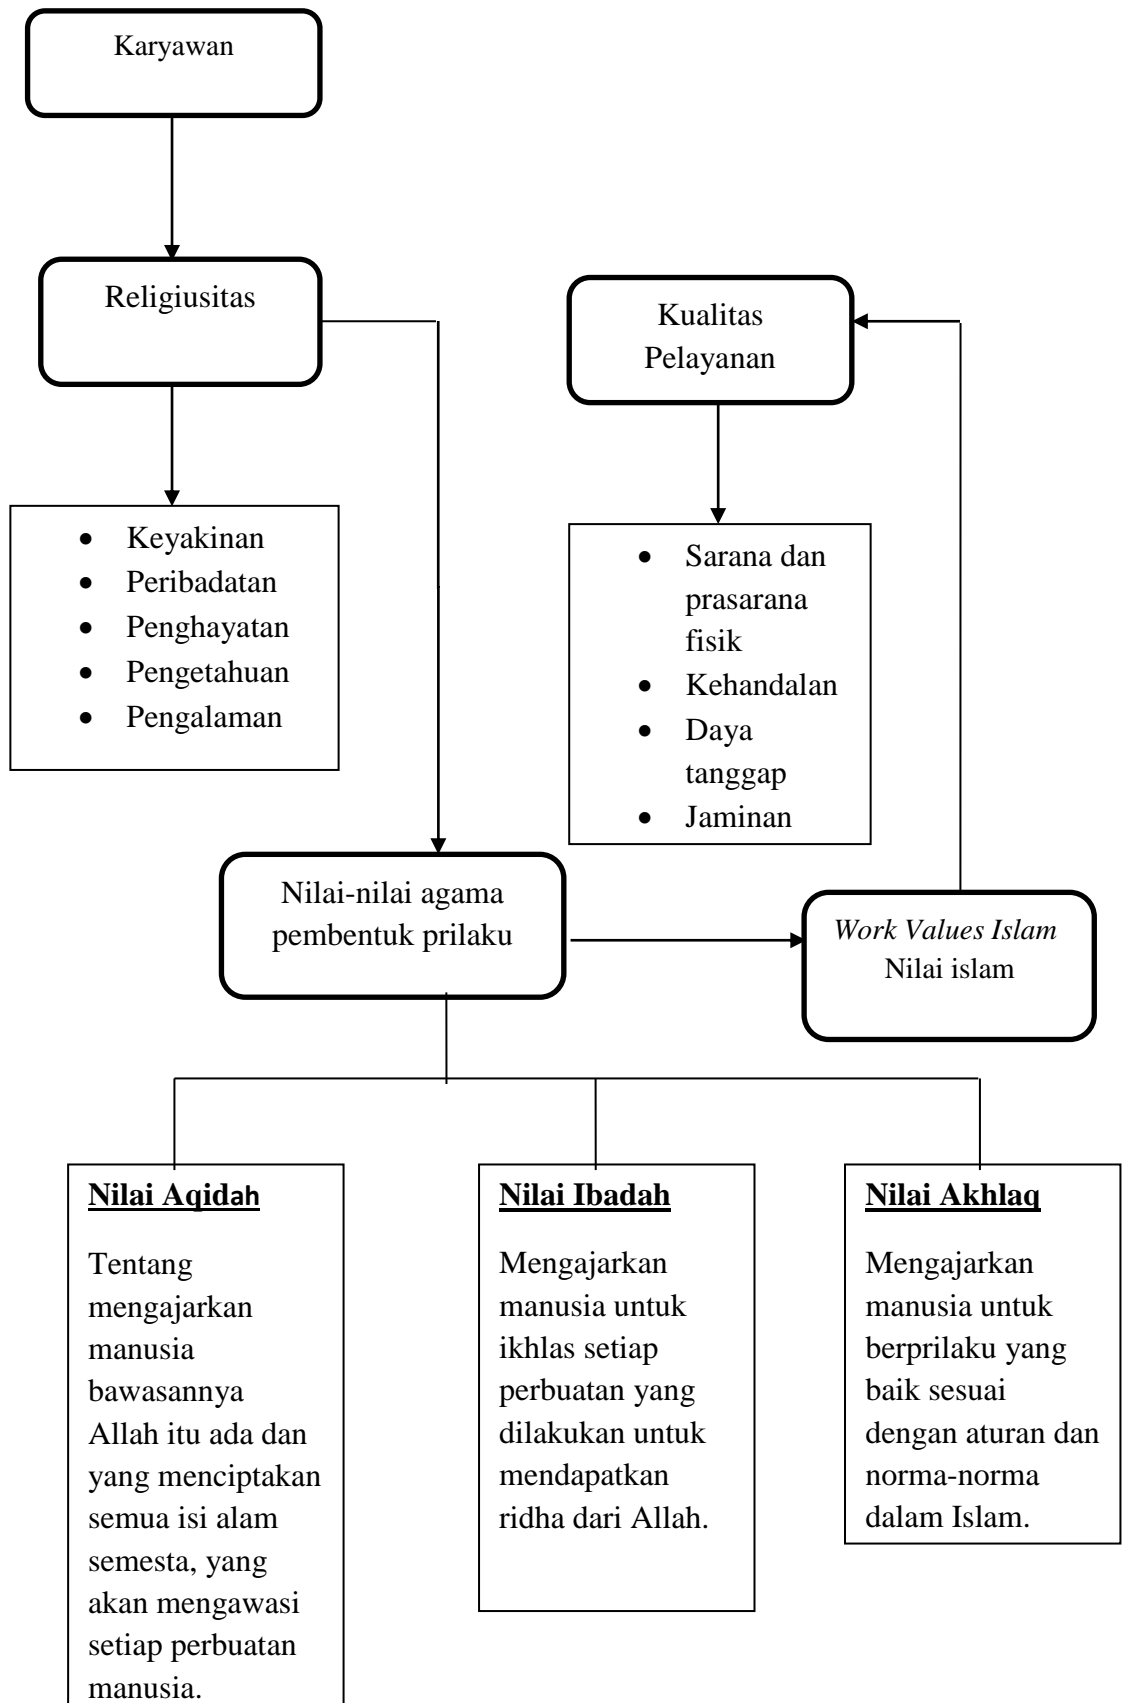 Karyawan
Religiusitas
Kualitas
Pelayanan
• Keyakinan
• Peribadatan
• Penghayatan
• Pengetahuan
• Pengalaman
• Sarana dan
prasarana
fisik
• Kehandalan
• Daya
tanggap
• Jaminan
Nilai-nilai agama
pembentuk prilaku
Work Values Islam
Nilai islam
Nilai Aqidah
Tentang
mengajarkan
manusia
bawasannya
Allah itu ada dan
yang menciptakan
semua isi alam
semesta, yang
akan mengawasi
setiap perbuatan
manusia.
Nilai Ibadah
Mengajarkan
manusia untuk
ikhlas setiap
perbuatan yang
dilakukan untuk
mendapatkan
ridha dari Allah.
Nilai Akhlaq
Mengajarkan
manusia untuk
berprilaku yang
baik sesuai
dengan aturan dan
norma-norma
dalam Islam.